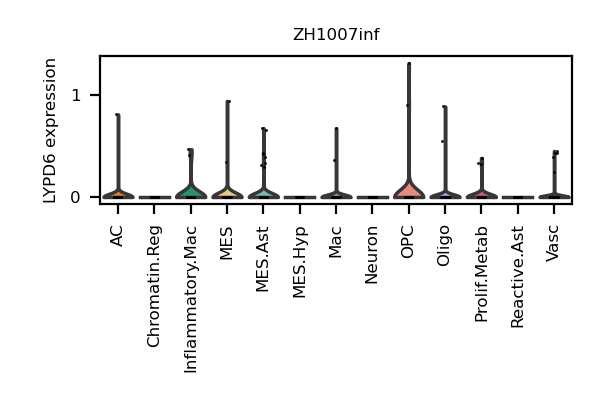 ZH1007inf
LYPD6 expression
1
0
AC
Chromatin.Reg
Inflammatory.Mac
MES
MES.Ast
MES.Hyp
Mac
Neuron
OPC
Oligo
Prolif.Metab
Reactive.Ast
Vasc